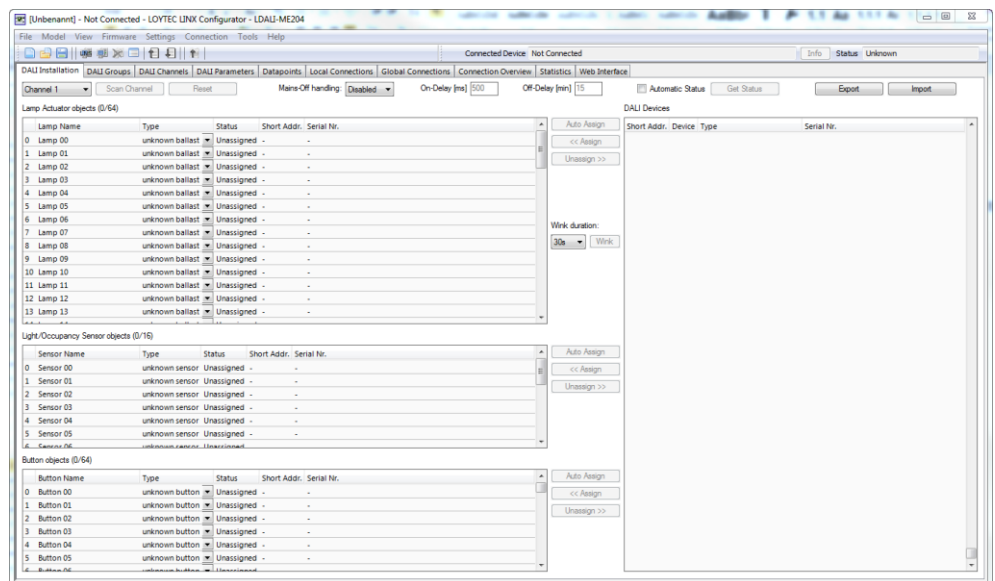 [Unbenannt] - Not Connected - LOYTEC LINX Configurator - LDALI-ME204
File Model View Firmware Settings Connection Tools Help
Connected Device Not Connected Info Status Unknown
DALI Installation DALI Groups DALI Channels DALI Parameters Datapoints Local Connections Global Connections Connection Overview Statistics Web Interface
Channel 1 Scan Channel Reset Mains-Off handling: Disabled On-Delay [ms] 500 Off-Delay [min] 15 Automatic Status Get Status Export Import
Lamp Actuator objects (0/64) DALI Devices
Lamp Name Type Status Short Addr. Serial Nr. Auto Assign Short Addr. Device Type Serial Nr.
0 Lamp 00 unknown ballast Unassigned - - << Assign
1 Lamp 01 unknown ballast Unassigned - - Unassign >>
2 Lamp 02 unknown ballast Unassigned - -
3 Lamp 03 unknown ballast Unassigned - -
4 Lamp 04 unknown ballast Unassigned - -
5 Lamp 05 unknown ballast Unassigned - -
6 Lamp 06 unknown ballast Unassigned - -
7 Lamp 07 unknown ballast Unassigned - - Wink duration:
8 Lamp 08 unknown ballast Unassigned - - 30s Wink
9 Lamp 09 unknown ballast Unassigned - -
10 Lamp 10 unknown ballast Unassigned - -
11 Lamp 11 unknown ballast Unassigned - -
12 Lamp 12 unknown ballast Unassigned - -
13 Lamp 13 unknown ballast Unassigned - -
Light/Occupancy Sensor objects (0/16)
Sensor Name Type Status Short Addr. Serial Nr. Auto Assign
0 Sensor 00 unknown sensor Unassigned - - << Assign
1 Sensor 01 unknown sensor Unassigned - - Unassign >>
2 Sensor 02 unknown sensor Unassigned - -
3 Sensor 03 unknown sensor Unassigned - -
4 Sensor 04 unknown sensor Unassigned - -
5 Sensor 05 unknown sensor Unassigned - -
6 Sensor 06 unknown sensor Unassigned
Button objects (0/64)
Button Name Type Status Short Addr. Serial Nr. Auto Assign
0 Button 00 unknown button Unassigned - - << Assign
1 Button 01 unknown button Unassigned - - Unassign >>
2 Button 02 unknown button Unassigned - -
3 Button 03 unknown button Unassigned - -
4 Button 04 unknown button Unassigned - -
5 Button 05 unknown button Unassigned - -
6 Button 06 unknown button Unassigned